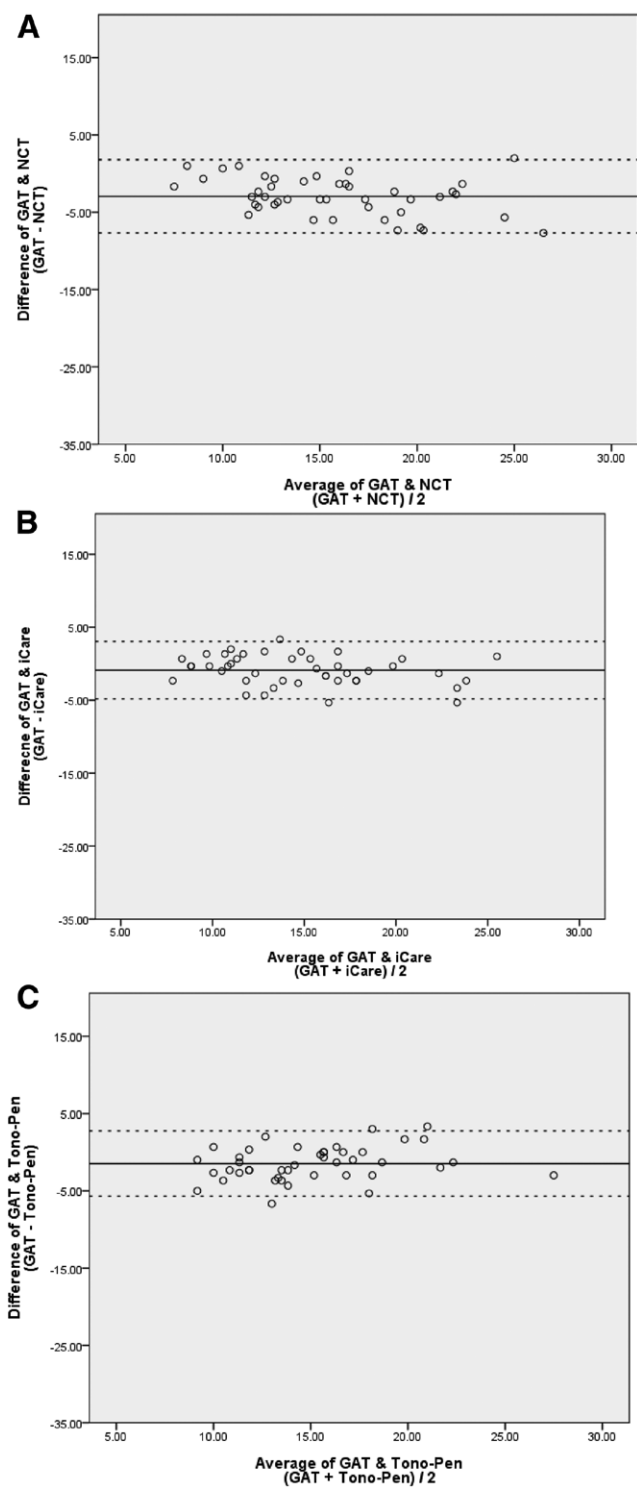 A
15.00
5.00
-5.00
-15.00
-25.00
-35.00
Difference of GAT & NCT
(GAT - NCT)
5.00 10.00 15.00 20.00 25.00 30.00
Average of GAT & NCT
(GAT + NCT) / 2
B
15.00
5.00
-5.00
-15.00
-25.00
-35.00
Differecne of GAT & iCare
(GAT - iCare)
5.00 10.00 15.00 20.00 25.00 30.00
Average of GAT & iCare
(GAT + iCare) / 2
C
15.00
5.00
-5.00
-15.00
-25.00
-35.00
Difference of GAT & Tono-Pen
(GAT - Tono-Pen)
5.00 10.00 15.00 20.00 25.00 30.00
Average of GAT & Tono-Pen
(GAT + Tono-Pen) / 2